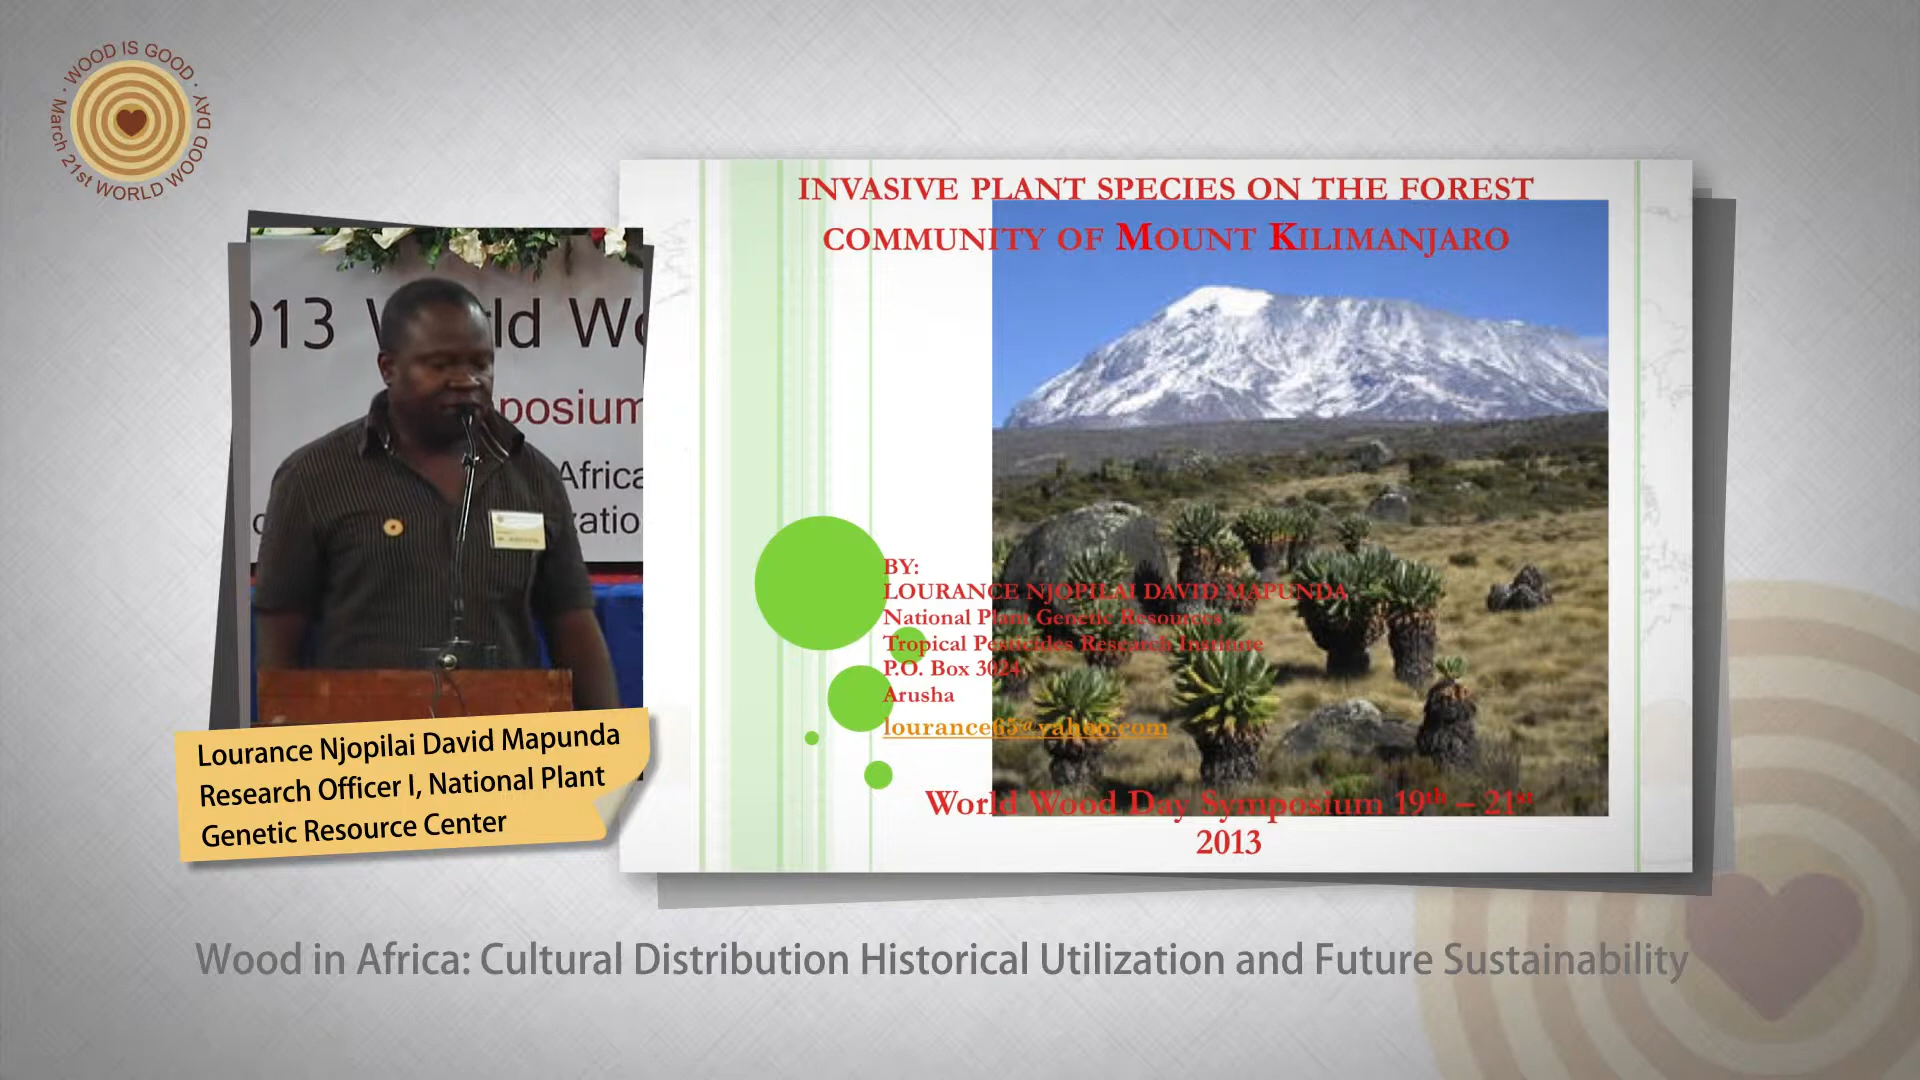 WOOD IS GOOD
March 21st WORLD WOOD DAY
INVASIVE PLANT SPECIES ON THE FOREST
COMMUNITY OF MOUNT KILIMANJARO
013 World Wo
posium
Africa
zatio
BY:
LOURANCE NJOPILAI DAVID MAPUNDA
National Plant Genetic Resources
Tropical Pesticides Research Institute
P.O. Box 3024
Arusha
lourance65@yahoo.com
World Wood Day Symposium 19th – 21st
2013
Lourance Njopilai David Mapunda
Research Officer I, National Plant
Genetic Resource Center
Wood in Africa: Cultural Distribution Historical Utilization and Future Sustainability